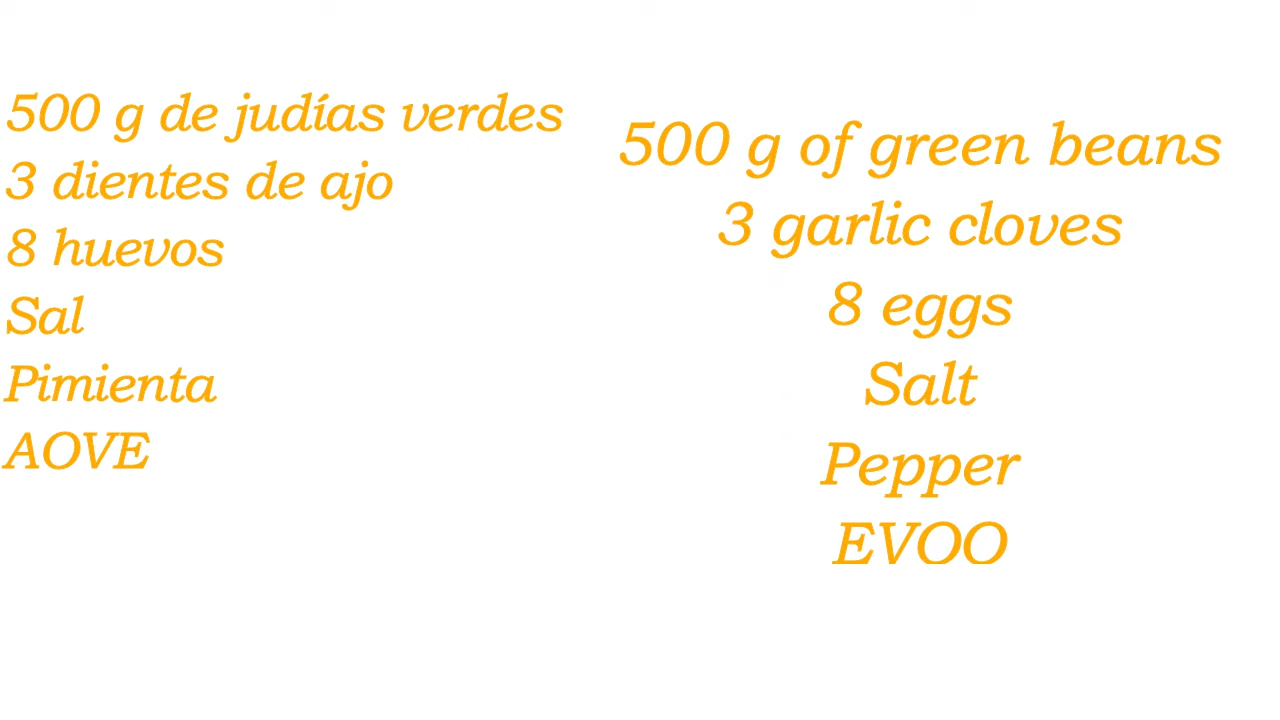 500 g de judías verdes
3 dientes de ajo
8 huevos
Sal
Pimienta
AOVE
500 g of green beans
3 garlic cloves
8 eggs
Salt
Pepper
EVOO